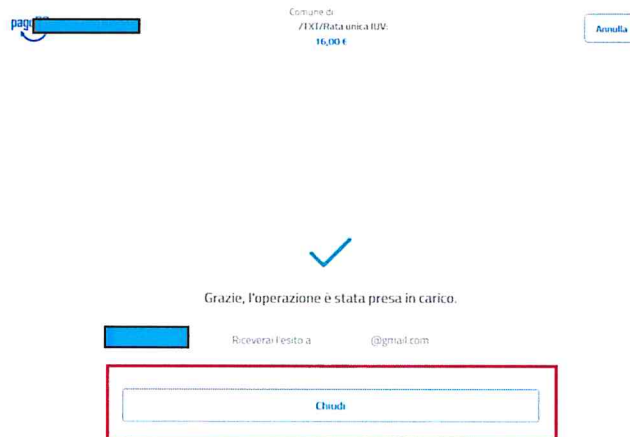 Comune di
pago
/TXT/Rata unica IUV:
16,00 €
Annulla
Grazie, l'operazione è stata presa in carico.
Riceverai l'esito a @gmail.com
Chiudi